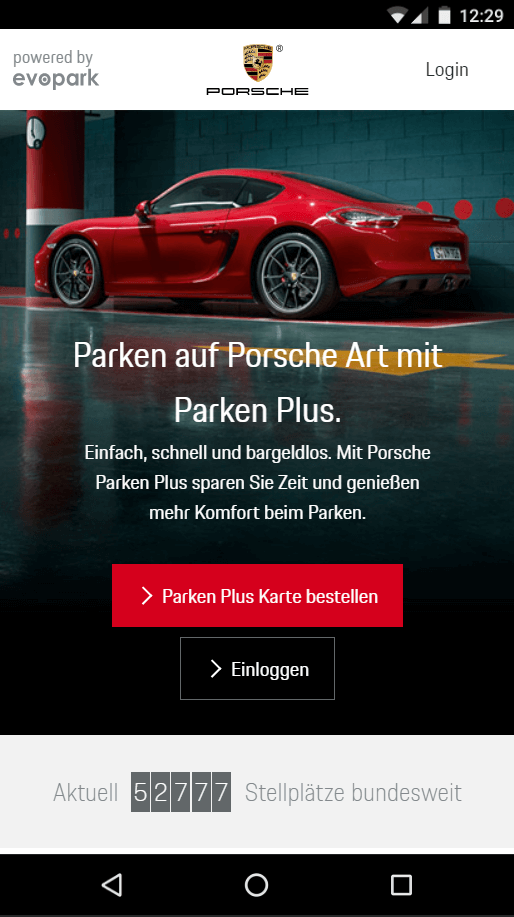 12:29
powered by
evopark
PORSCHE
®
Login
Parken auf Porsche Art mit
Parken Plus.
Einfach, schnell und bargeldlos. Mit Porsche
Parken Plus sparen Sie Zeit und genießen
mehr Komfort beim Parken.
Parken Plus Karte bestellen
Einloggen
Aktuell 52777 Stellplätze bundesweit